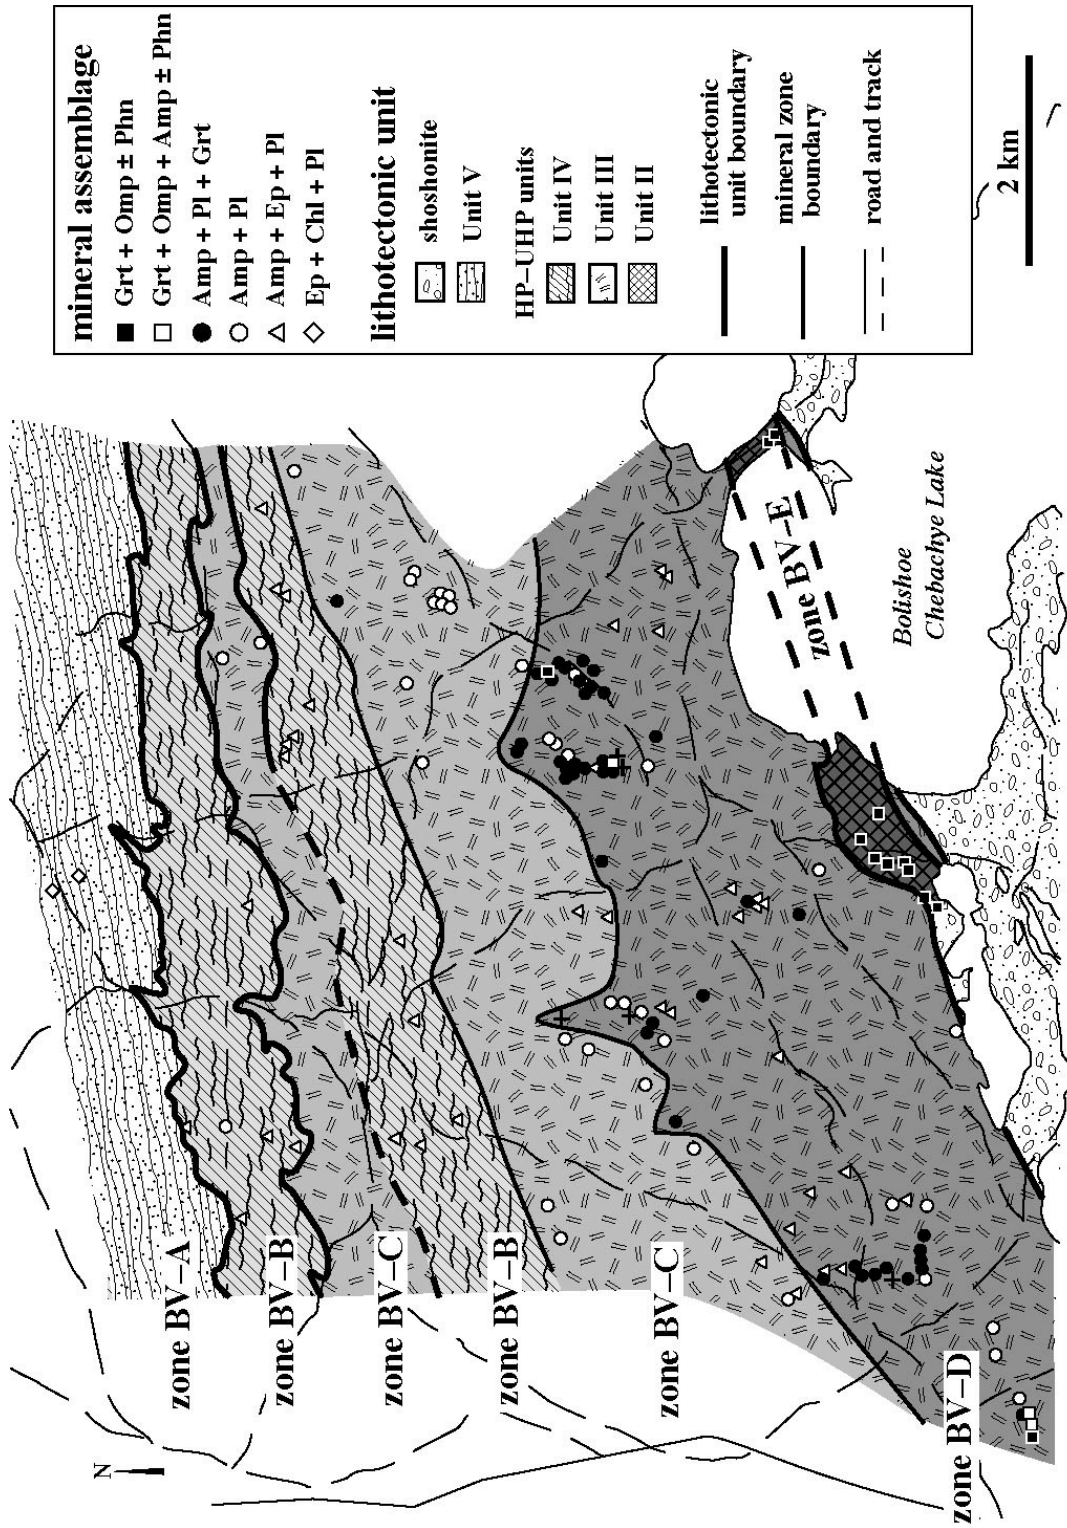 mineral assemblage
Grt + Omp ± Phn
Grt + Omp + Amp ± Phn
Amp + Pl + Grt
Amp + Pl
Amp + Ep + Pl
Ep + Chl + Pl
lithotectonic unit
shoshonite
Unit V
HP–UHP units
Unit IV
Unit III
Unit II
lithotectonic
unit boundary
mineral zone
boundary
road and track
2 km
N
zone BV–A
zone BV–B
zone BV–C
zone BV–B
zone BV–C
zone BV–D
zone BV–E
Bolishoe
Chebachye Lake